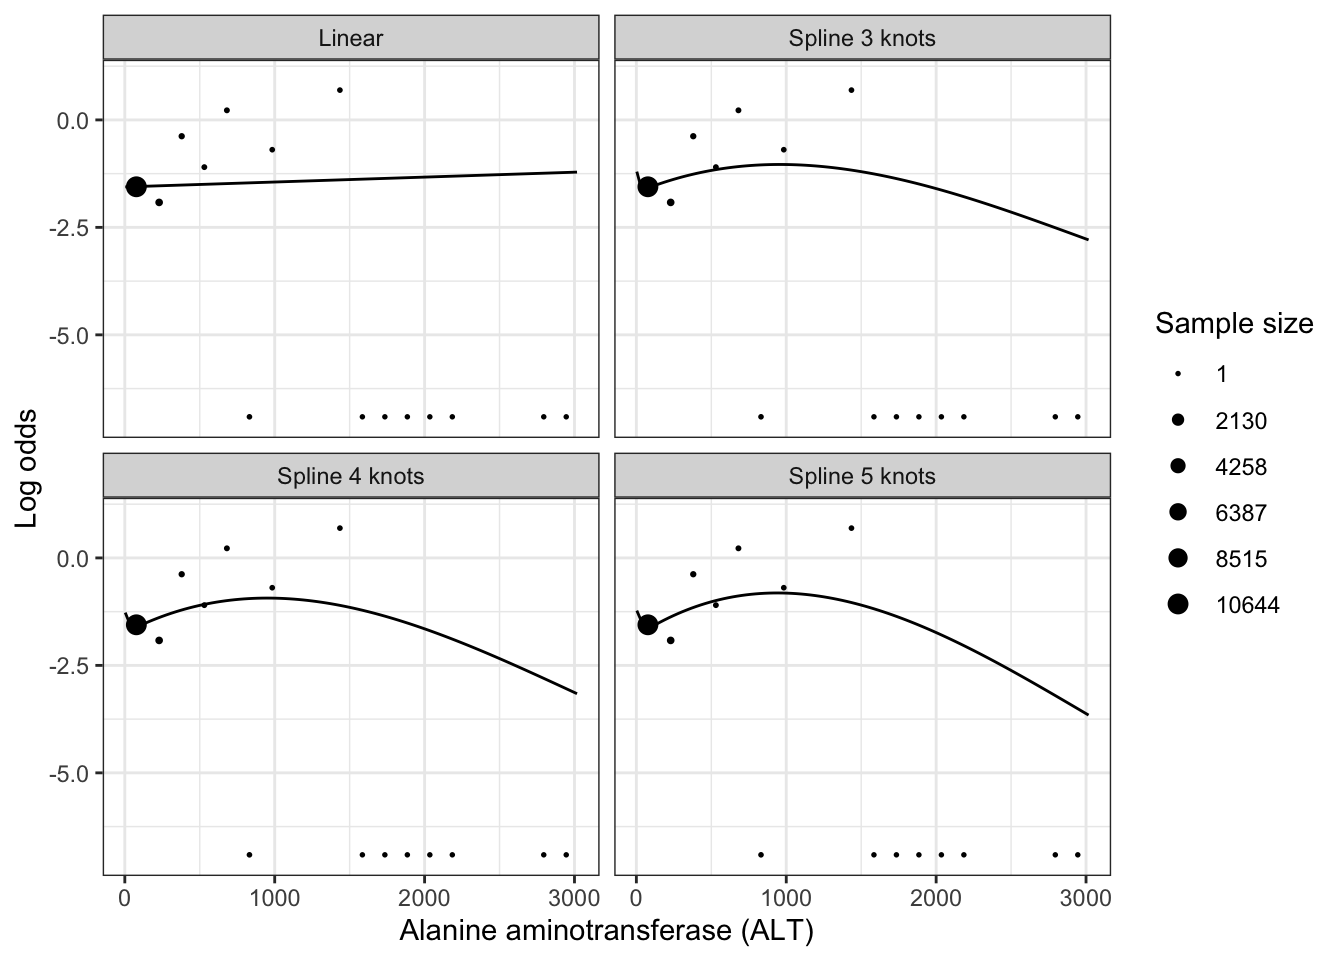 Linear
Spline 3 knots
0.0
-2.5
-5.0
Spline 4 knots
Spline 5 knots
0.0
-2.5
-5.0
0
1000
2000
3000
0
1000
2000
3000
Log odds
Alanine aminotransferase (ALT)
Sample size
1
2130
4258
6387
8515
10644